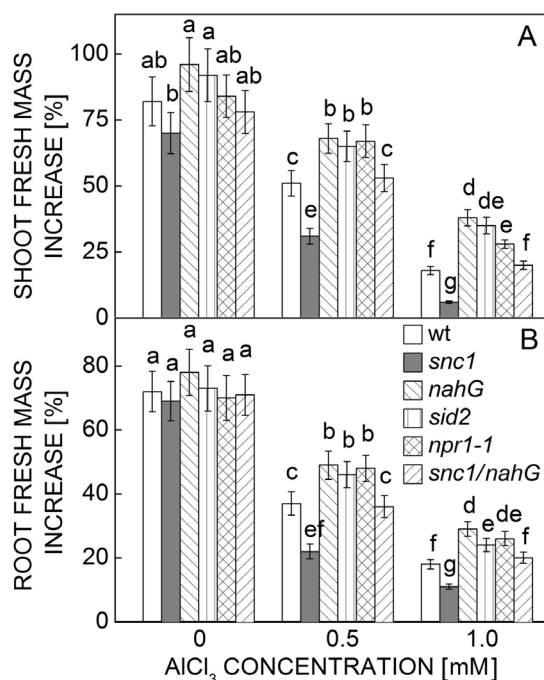 A
SHOOT FRESH MASS
INCREASE [%]
100
75
50
25
0
ab
b
a
a
ab
ab
c
e
b
b
b
c
f
g
d
de
e
f
B
ROOT FRESH MASS
INCREASE [%]
80
60
40
20
0
a
a
a
a
a
a
c
ef
b
b
b
c
f
g
d
e
de
f
wt
snc1
nahG
sid2
npr1-1
snc1/nahG
0
0.5
1.0
AlCl₃ CONCENTRATION [mM]